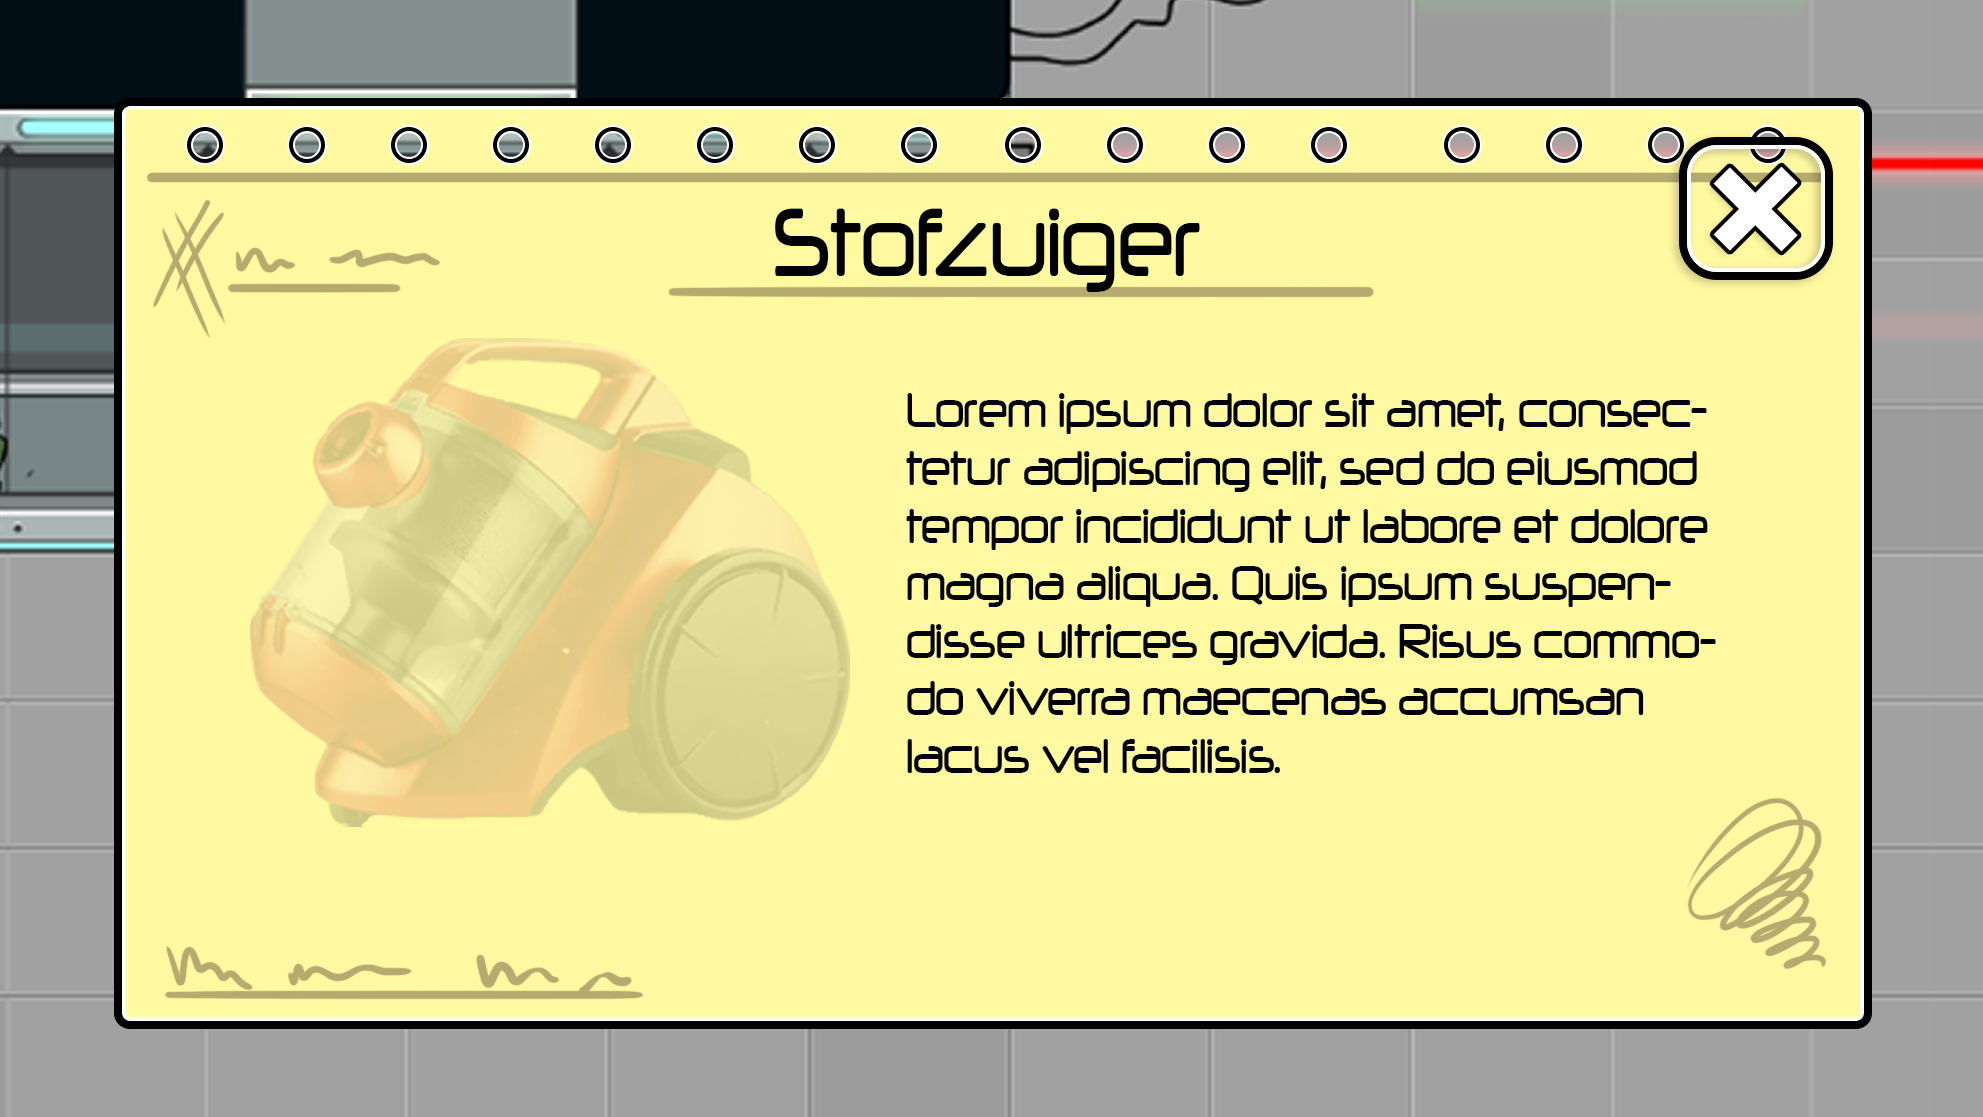 Stofzuiger
Lorem ipsum dolor sit amet, consec-
tetur adipiscing elit, sed do eiusmod
tempor incididunt ut labore et dolore
magna aliqua. Quis ipsum suspen-
disse ultrices gravida. Risus commo-
do viverra maecenas accumsan
lacus vel facilisis.